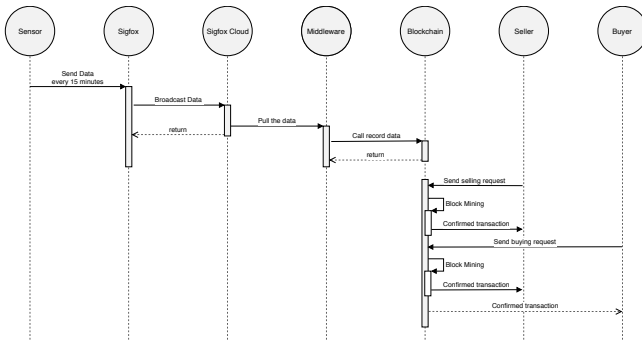 Sensor
Sigfox
Sigfox Cloud
Middleware
Blockchain
Seller
Buyer
Send Data
every 15 minutes
Broadcast Data
Pull the data
return
Call record data
return
Send selling request
Block Mining
Confirmed transaction
Send buying request
Block Mining
Confirmed transaction
Confirmed transaction